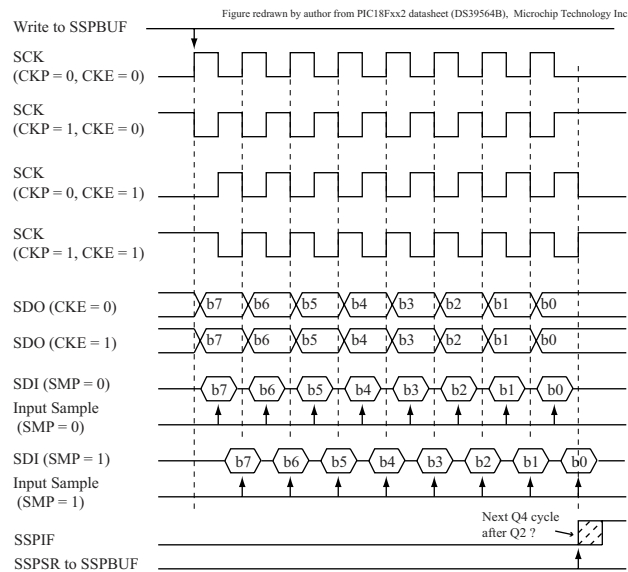 Figure redrawn by author from PIC18Fxx2 datasheet (DS39564B), Microchip Technology Inc
Write to SSPBUF
SCK
(CKP = 0, CKE = 0)
SCK
(CKP = 1, CKE = 0)
SCK
(CKP = 0, CKE = 1)
SCK
(CKP = 1, CKE = 1)
SDO (CKE = 0) b7 b6 b5 b4 b3 b2 b1 b0
SDO (CKE = 1) b7 b6 b5 b4 b3 b2 b1 b0
SDI (SMP = 0) b7 b6 b5 b4 b3 b2 b1 b0
Input Sample
(SMP = 0)
SDI (SMP = 1) b7 b6 b5 b4 b3 b2 b1 b0
Input Sample
(SMP = 1)
Next Q4 cycle
after Q2 ?
SSPIF
SSPSR to SSPBUF